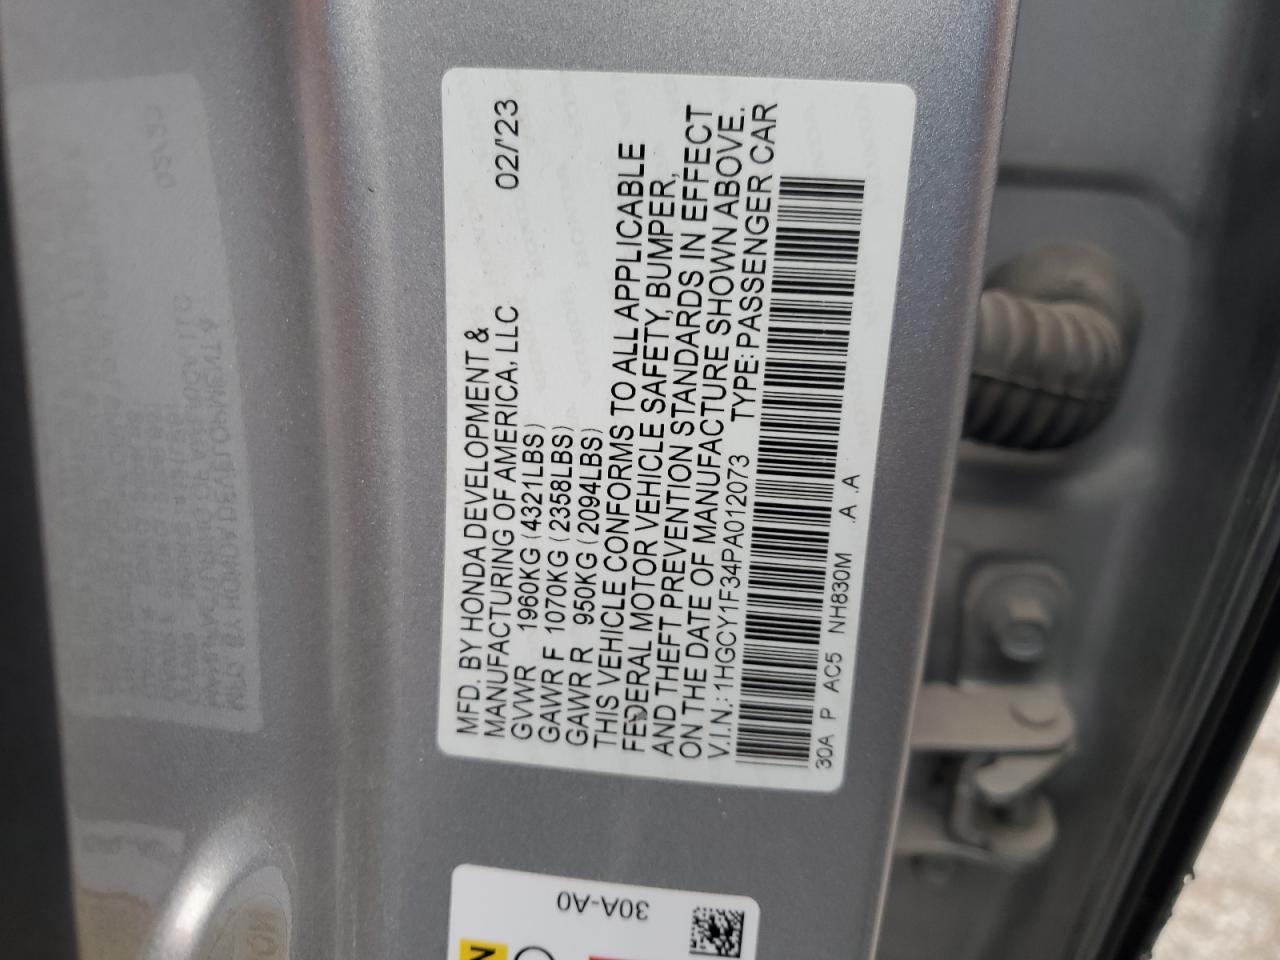 MFD. BY HONDA DEVELOPMENT & 02/'23
MANUFACTURING OF AMERICA, LLC
GVWR 1960KG (4321LBS)
GAWR F 1070KG (2358LBS)
GAWR R 950KG (2094LBS)
THIS VEHICLE CONFORMS TO ALL APPLICABLE
FEDERAL MOTOR VEHICLE SAFETY, BUMPER,
AND THEFT PREVENTION STANDARDS IN EFFECT
ON THE DATE OF MANUFACTURE SHOWN ABOVE.
V.I.N.: 1HGCY1F34PA012073 TYPE: PASSENGER CAR
30A P AC5 NH830M .A .A
30A-A0